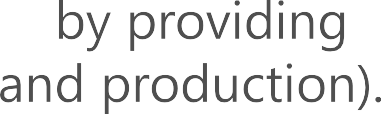 by providing
and production).